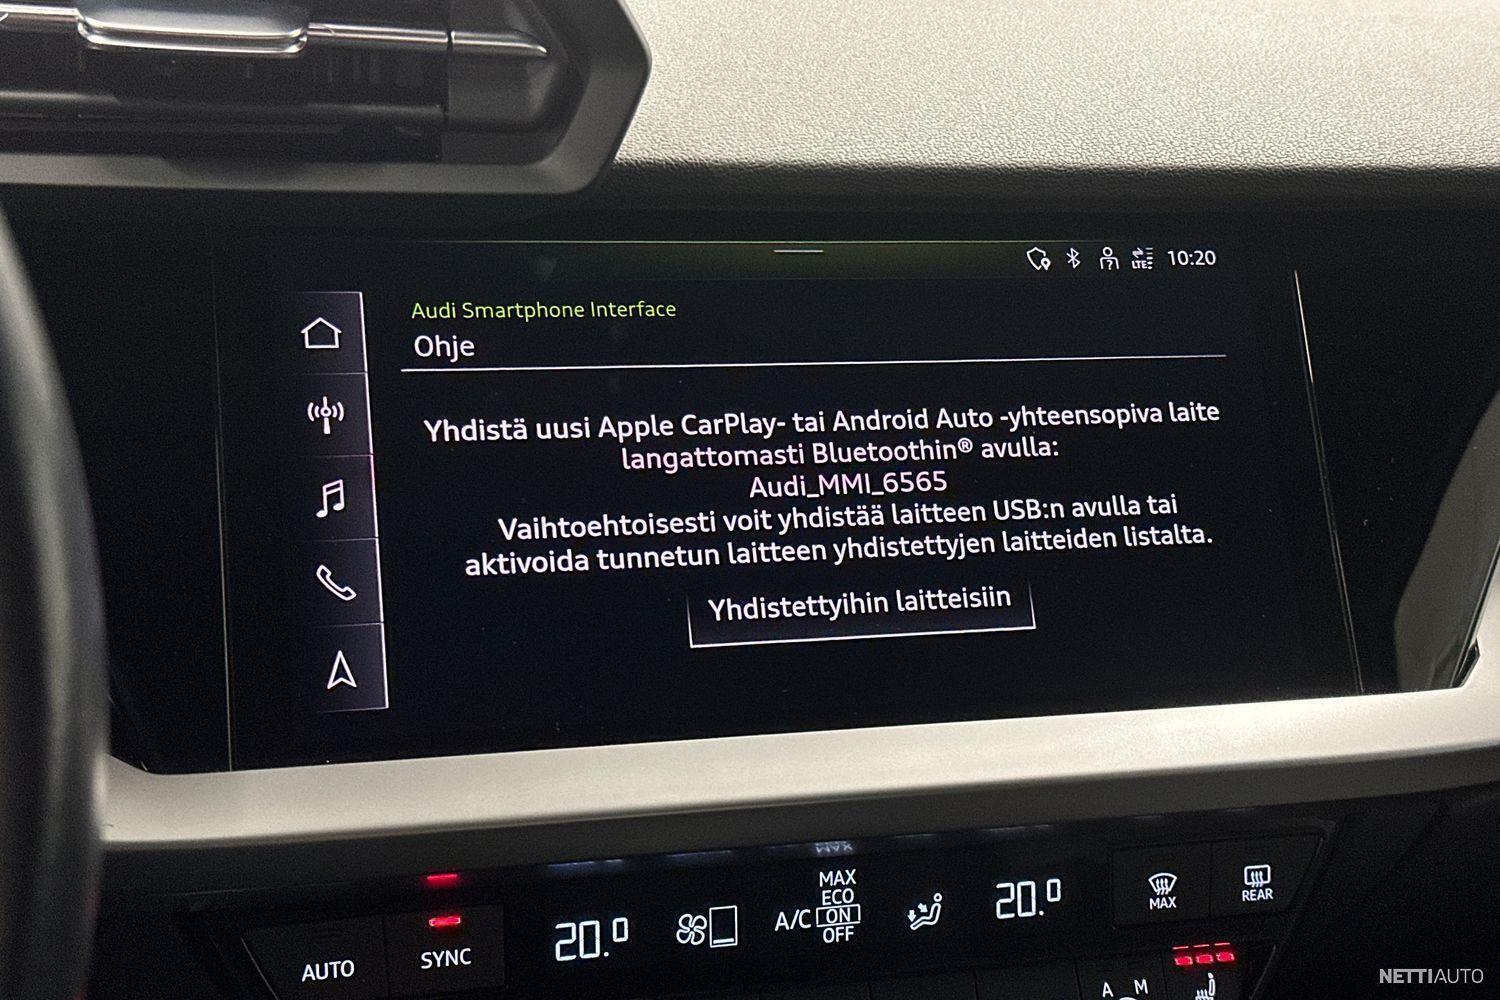 LTE 10:20
Audi Smartphone Interface
Ohje
Yhdistä uusi Apple CarPlay- tai Android Auto -yhteensopiva laite
langattomasti Bluetoothin® avulla:
Audi_MMI_6565
Vaihtoehtoisesti voit yhdistää laitteen USB:n avulla tai
aktivoida tunnetun laitteen yhdistettyjen laitteiden listalta.
Yhdistettyihin laitteisiin
MAX
ECO
A/C ON
OFF
20.0
20.0
MAX
REAR
AUTO
SYNC
A M
NETTIAUTO